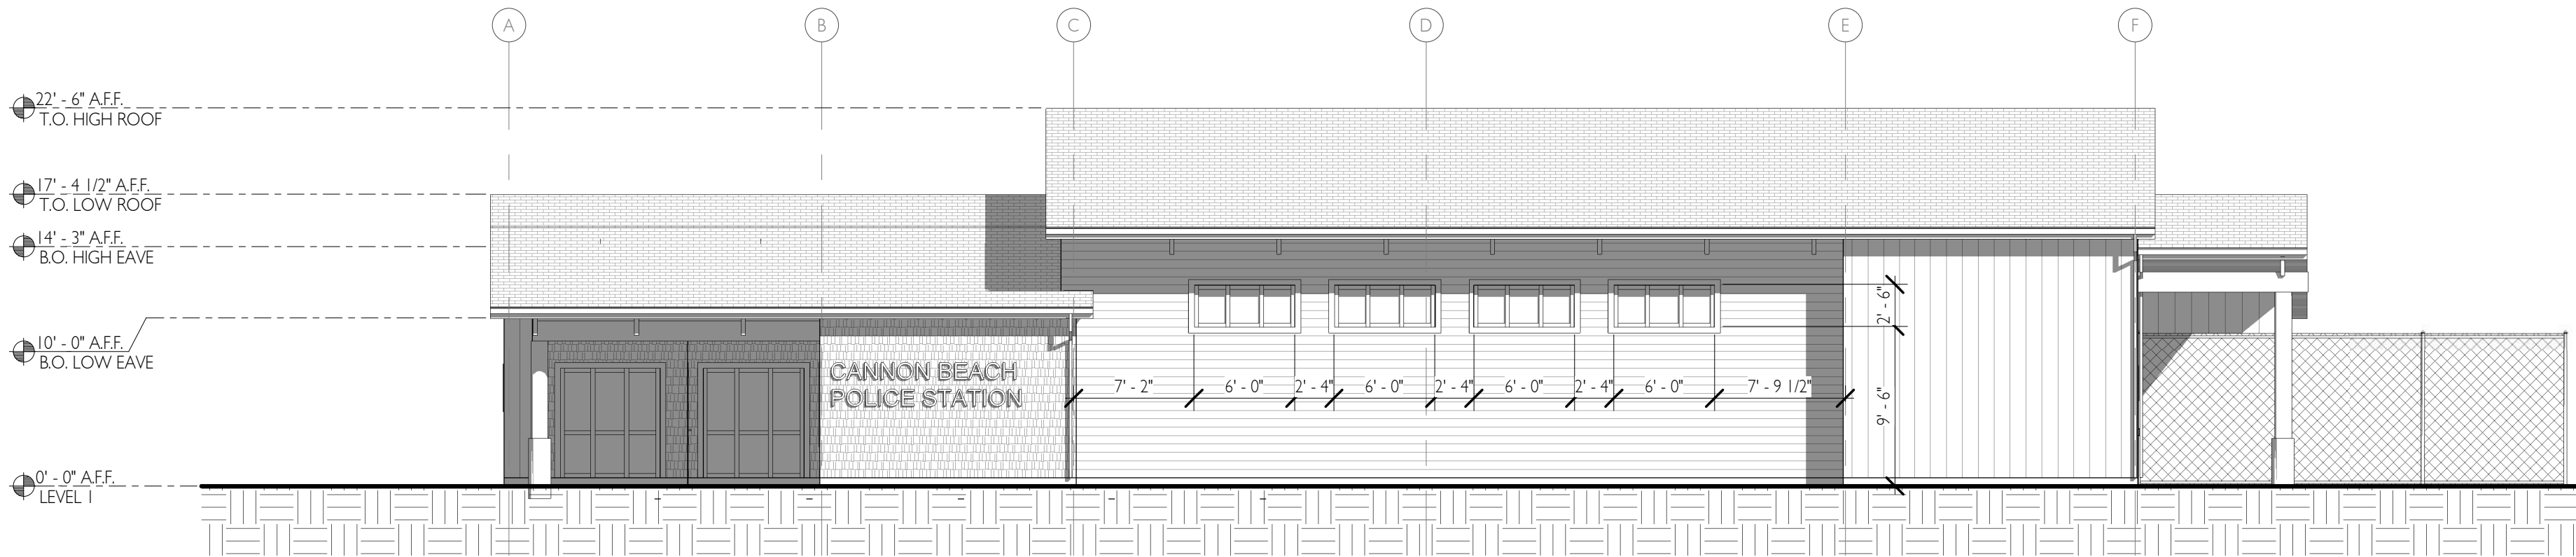 A B C D E F
22' - 6" A.F.F.
T.O. HIGH ROOF
17' - 4 1/2" A.F.F.
T.O. LOW ROOF
14' - 3" A.F.F.
B.O. HIGH EAVE
10' - 0" A.F.F.
B.O. LOW EAVE
0' - 0" A.F.F.
LEVEL 1
CANNON BEACH
POLICE STATION
7' - 2" 6' - 0" 2' - 4" 6' - 0" 2' - 4" 6' - 0" 2' - 4" 6' - 0" 7' - 9 1/2"
2' - 6"
9' - 6"